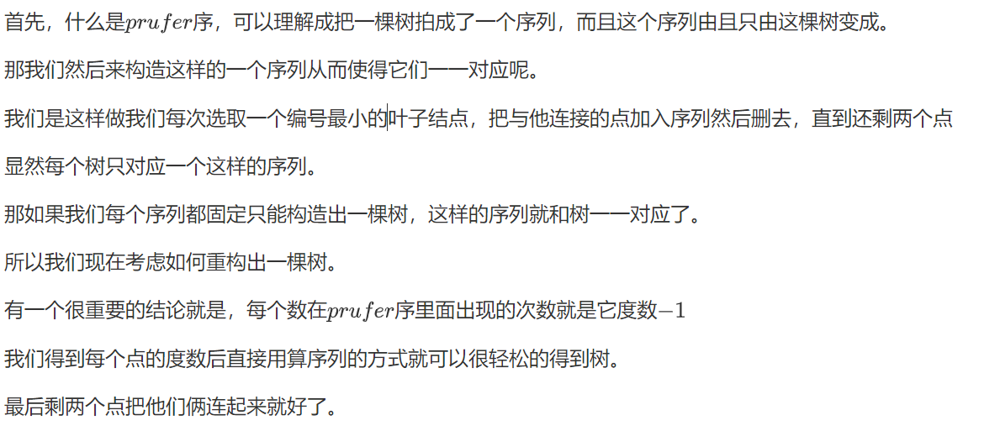 首先，什么是prufer序，可以理解成把一棵树拍成了一个序列，而且这个序列由且只由这棵树变成。
那我们然后来构造这样的一个序列从而使得它们一一对应呢。
我们是这样做我们每次选取一个编号最小的叶子结点，把与他连接的点加入序列然后删去，直到还剩两个点
显然每个树只对应一个这样的序列。
那如果我们每个序列都固定只能构造出一棵树，这样的序列就和树一一对应了。
所以我们现在考虑如何重构出一棵树。
有一个很重要的结论就是，每个数在prufer序里面出现的次数就是它度数−1
我们得到每个点的度数后直接用算序列的方式就可以很轻松的得到树。
最后剩两个点把他们俩连起来就好了。